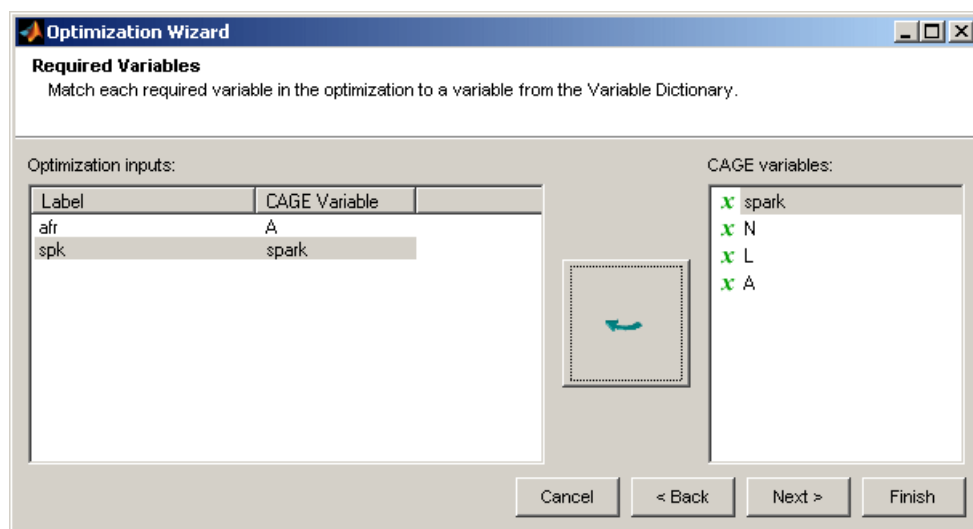 Optimization Wizard
Required Variables
Match each required variable in the optimization to a variable from the Variable Dictionary.
Optimization inputs:
CAGE variables:
Label CAGE Variable
afr A
spk spark
x spark
x N
x L
x A
Cancel < Back Next > Finish